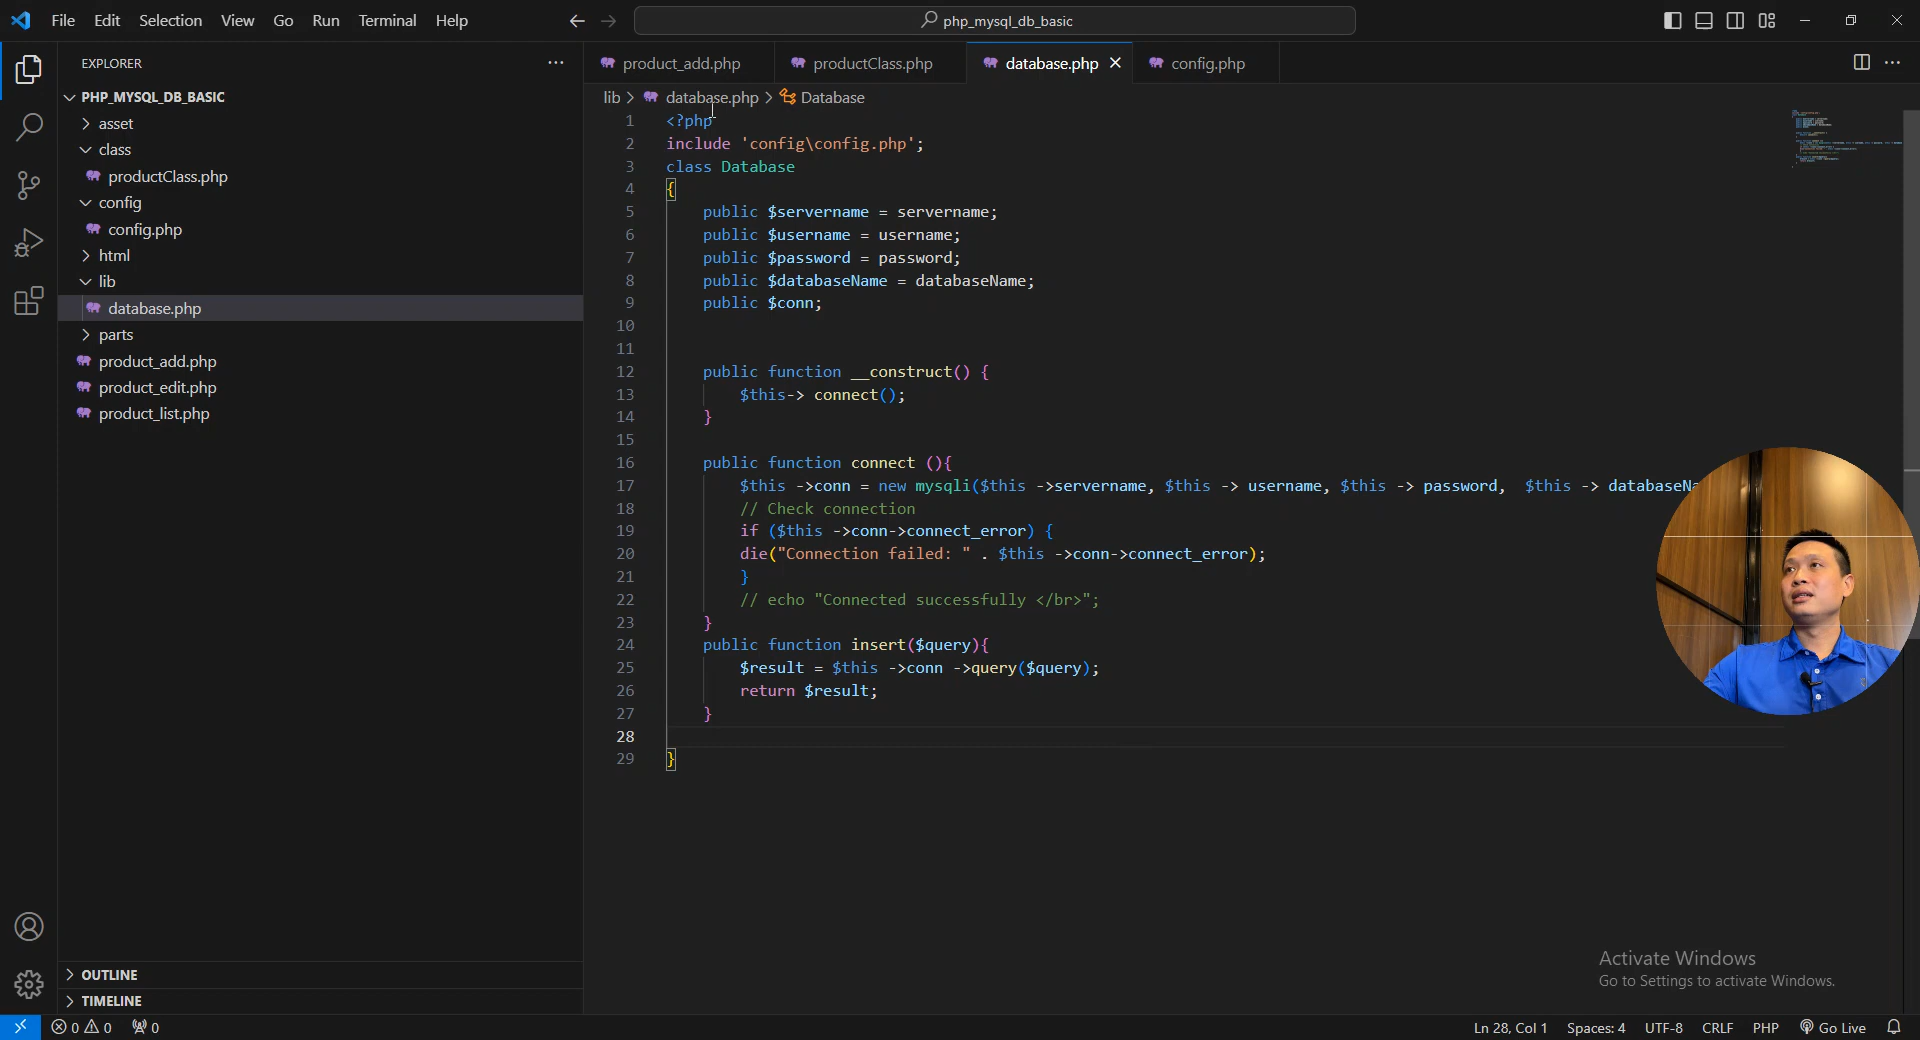 File Edit Selection View Go Run Terminal Help
php_mysql_db_basic
EXPLORER
product_add.php
productClass.php
database.php
config.php
PHP_MYSQL_DB_BASIC
asset
class
productClass.php
config
config.php
html
lib
database.php
parts
product_add.php
product_edit.php
product_list.php
lib > database.php > Database
1 <?php
2 include 'config\config.php';
3 class Database
4 {
5 public $servername = servername;
6 public $username = username;
7 public $password = password;
8 public $databaseName = databaseName;
9 public $conn;
10
11
12 public function __construct() {
13 $this-> connect();
14 }
15
16 public function connect (){
17 $this ->conn = new mysqli($this ->servername, $this -> username, $this -> password,  $this -> databaseNa
18 // Check connection
19 if ($this ->conn->connect_error) {
20 die("Connection failed: " . $this ->conn->connect_error);
21 }
22 // echo "Connected successfully </br>";
23 }
24 public function insert($query){
25 $result = $this ->conn ->query($query);
26 return $result;
27 }
28
29 }
OUTLINE
TIMELINE
Activate Windows
Go to Settings to activate Windows.
0 0 0
Ln 28, Col 1 Spaces: 4 UTF-8 CRLF PHP Go Live